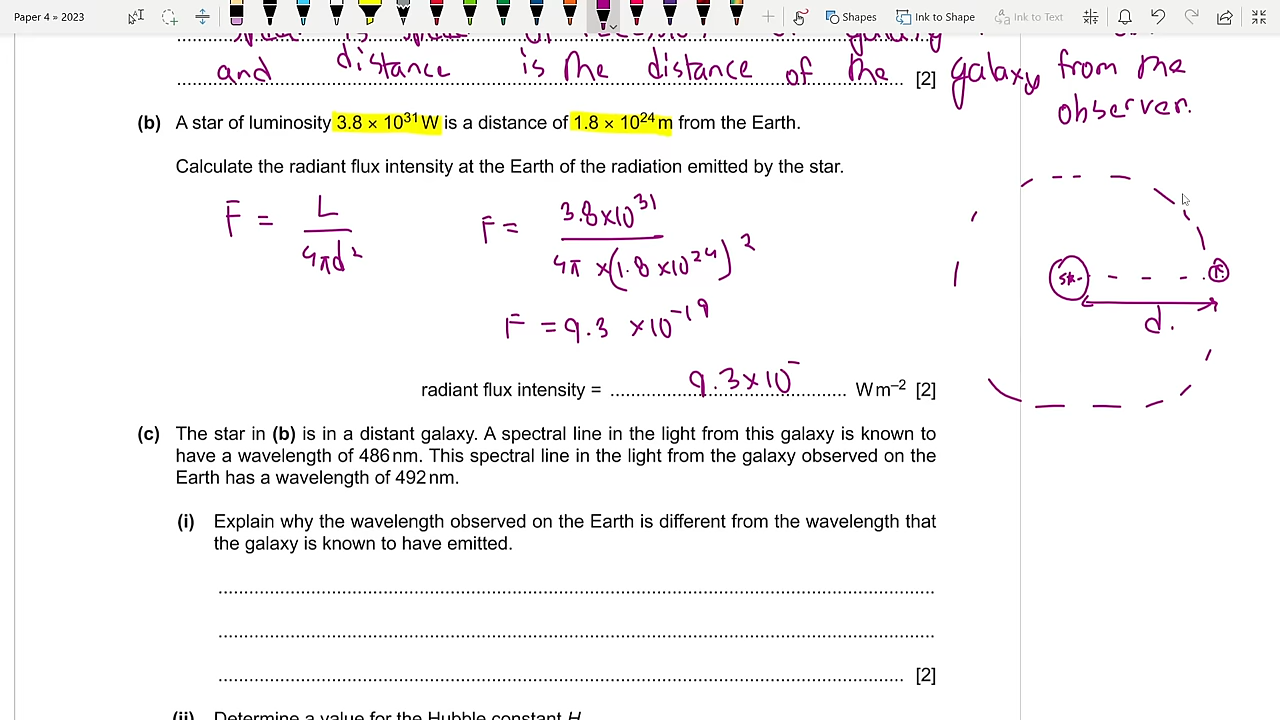 Paper 4 » 2023
Shapes
Ink to Shape
Ink to Text
and distance is the distance of the [2] galaxy from the
observer.
(b) A star of luminosity 3.8 × 10³¹ W is a distance of 1.8 × 10²⁴ m from the Earth.
Calculate the radiant flux intensity at the Earth of the radiation emitted by the star.
F = L / 4πd²
F = 3.8×10³¹ / 4π ×(1.8 ×10²⁴)²
F = 9.3 ×10⁻¹⁹
d.
radiant flux intensity = 9.3×10⁻ W m⁻² [2]
(c) The star in (b) is in a distant galaxy. A spectral line in the light from this galaxy is known to
have a wavelength of 486 nm. This spectral line in the light from the galaxy observed on the
Earth has a wavelength of 492 nm.
(i) Explain why the wavelength observed on the Earth is different from the wavelength that
the galaxy is known to have emitted.
[2]
(ii) Determine a value for the Hubble constant H